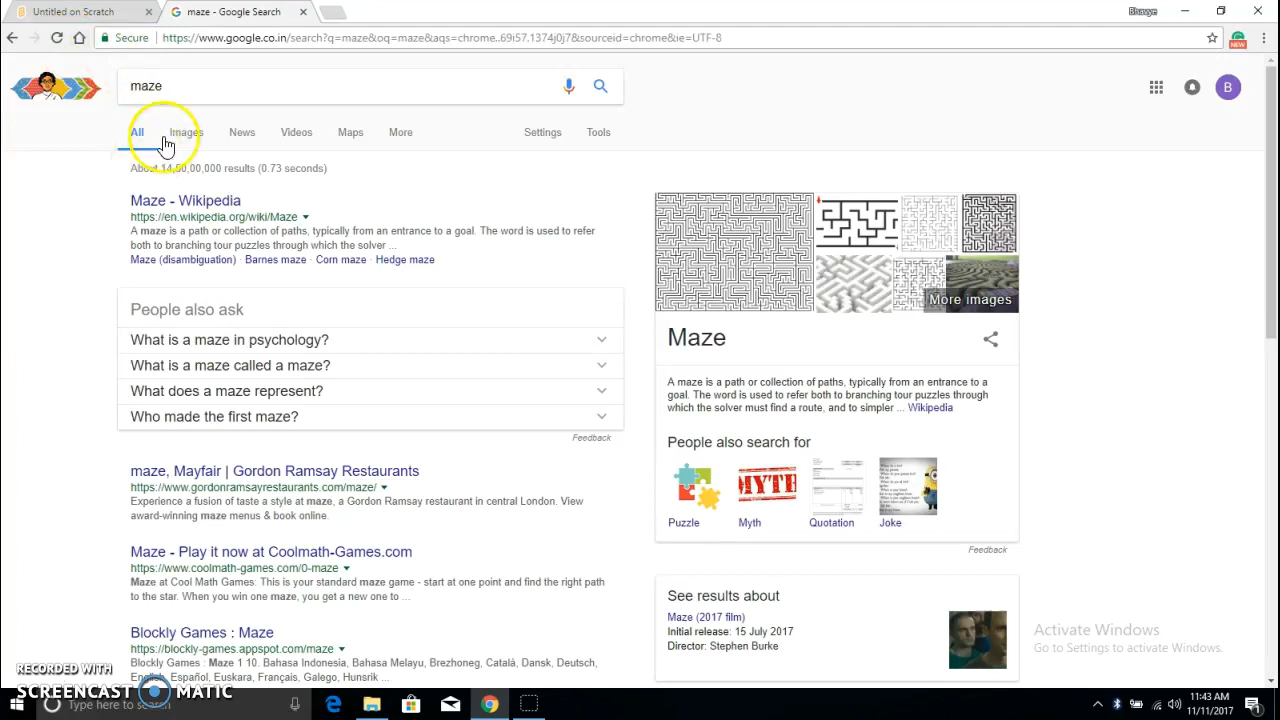 Untitled on Scratch
maze - Google Search
Bhavye
Secure
https://www.google.co.in/search?q=maze&oq=maze&aqs=chrome..69i57.1374j0j7&sourceid=chrome&ie=UTF-8
NEW
maze
B
All Images News Videos Maps More Settings Tools
About 14,50,00,000 results (0.73 seconds)
Maze - Wikipedia
https://en.wikipedia.org/wiki/Maze
A maze is a path or collection of paths, typically from an entrance to a goal. The word is used to refer
both to branching tour puzzles through which the solver ...
Maze (disambiguation) · Barnes maze · Corn maze · Hedge maze
People also ask
What is a maze in psychology?
What is a maze called a maze?
What does a maze represent?
Who made the first maze?
Feedback
maze, Mayfair | Gordon Ramsay Restaurants
https://www.gordonramsayrestaurants.com/maze/
Experience a fusion of taste & style at maze, a Gordon Ramsay restaurant in central London. View
award-winning maze menus & book online.
Maze - Play it now at Coolmath-Games.com
https://www.coolmath-games.com/0-maze
Maze at Cool Math Games: This is your standard maze game - start at one point and find the right path
to the star. When you win one maze, you get a new one to ...
Blockly Games : Maze
https://blockly-games.appspot.com/maze
Blockly Games : Maze 1 10. Bahasa Indonesia, Bahasa Melayu, Brezhoneg, Català, Dansk, Deutsch,
English, Español, Euskara, Français, Galego, Hunsrik ...
More images
Maze
A maze is a path or collection of paths, typically from an entrance to a
goal. The word is used to refer both to branching tour puzzles through
which the solver must find a route, and to simpler ... Wikipedia
People also search for
MYTH
Puzzle Myth Quotation Joke
Feedback
See results about
Maze (2017 film)
Initial release: 15 July 2017
Director: Stephen Burke
Activate Windows
Go to Settings to activate Windows.
RECORDED WITH
SCREENCAST MATIC
Type here to search
11:43 AM
11/11/2017
1